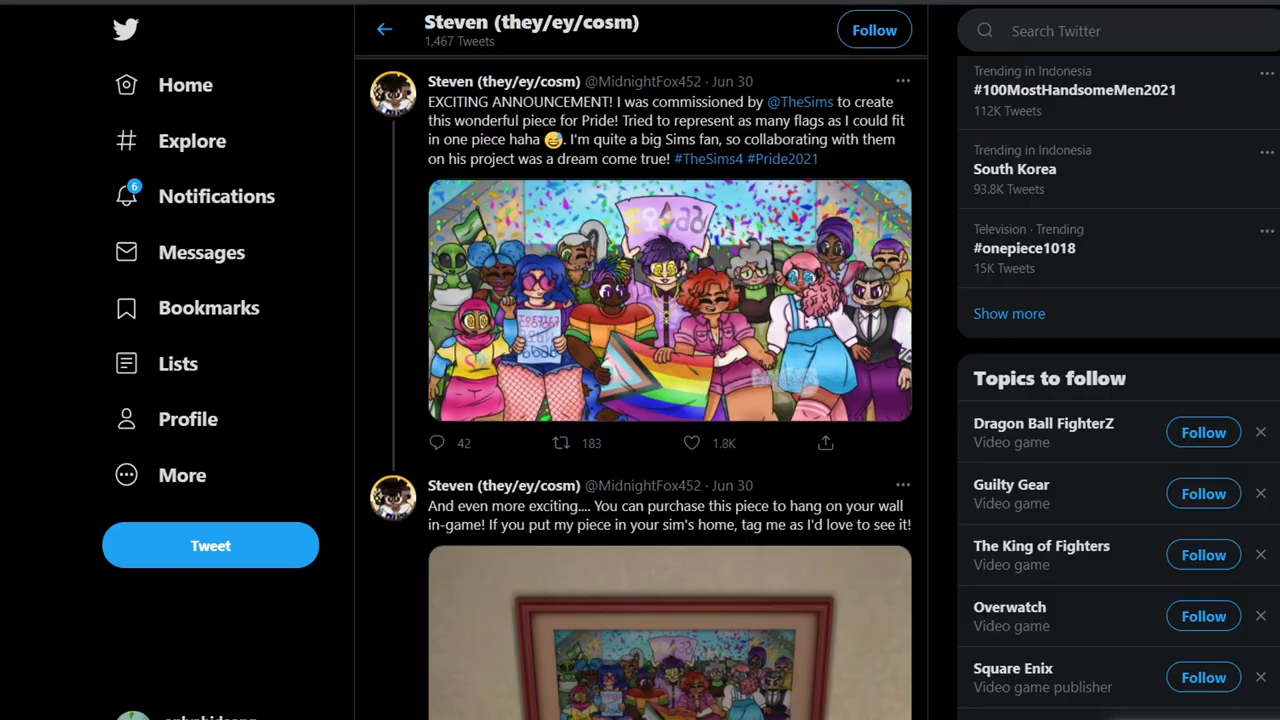 Home
Explore
6
Notifications
Messages
Bookmarks
Lists
Profile
More
Tweet
Steven (they/ey/cosm)
1,467 Tweets
Follow
Steven (they/ey/cosm) @MidnightFox452 · Jun 30
EXCITING ANNOUNCEMENT! I was commissioned by @TheSims to create
this wonderful piece for Pride! Tried to represent as many flags as I could fit
in one piece haha 😅. I'm quite a big Sims fan, so collaborating with them
on his project was a dream come true! #TheSims4 #Pride2021
42 183 1.8K
Steven (they/ey/cosm) @MidnightFox452 · Jun 30
And even more exciting.... You can purchase this piece to hang on your wall
in-game! If you put my piece in your sim's home, tag me as I'd love to see it!
Search Twitter
Trending in Indonesia
#100MostHandsomeMen2021
112K Tweets
Trending in Indonesia
South Korea
93.8K Tweets
Television · Trending
#onepiece1018
15K Tweets
Show more
Topics to follow
Dragon Ball FighterZ
Video game
Follow
Guilty Gear
Video game
Follow
The King of Fighters
Video game
Follow
Overwatch
Video game
Follow
Square Enix
Video game publisher
Follow